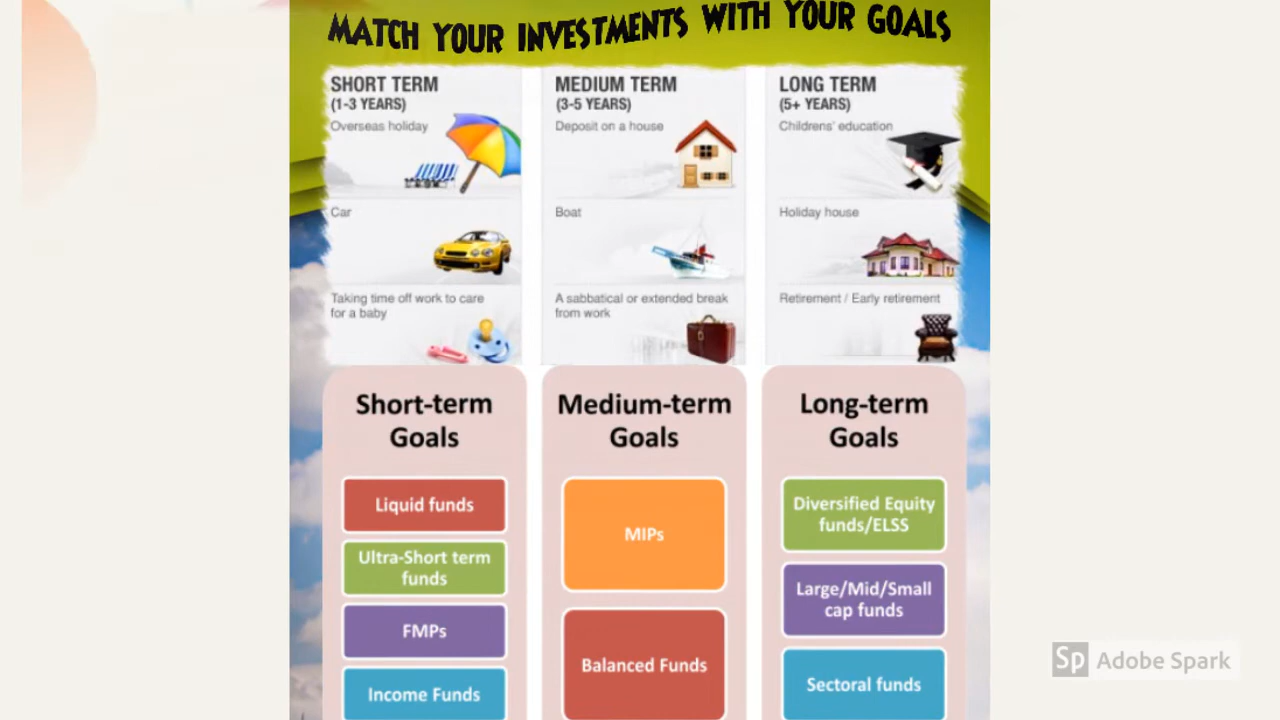 MATCH YOUR INVESTMENTS WITH YOUR GOALS
SHORT TERM
(1-3 YEARS)
Overseas holiday
Car
Taking time off work to care
for a baby
MEDIUM TERM
(3-5 YEARS)
Deposit on a house
Boat
A sabbatical or extended break
from work
LONG TERM
(5+ YEARS)
Childrens' education
Holiday house
Retirement / Early retirement
Short-term
Goals
Liquid funds
Ultra-Short term
funds
FMPs
Income Funds
Medium-term
Goals
MIPs
Balanced Funds
Long-term
Goals
Diversified Equity
funds/ELSS
Large/Mid/Small
cap funds
Sectoral funds
Sp Adobe Spark